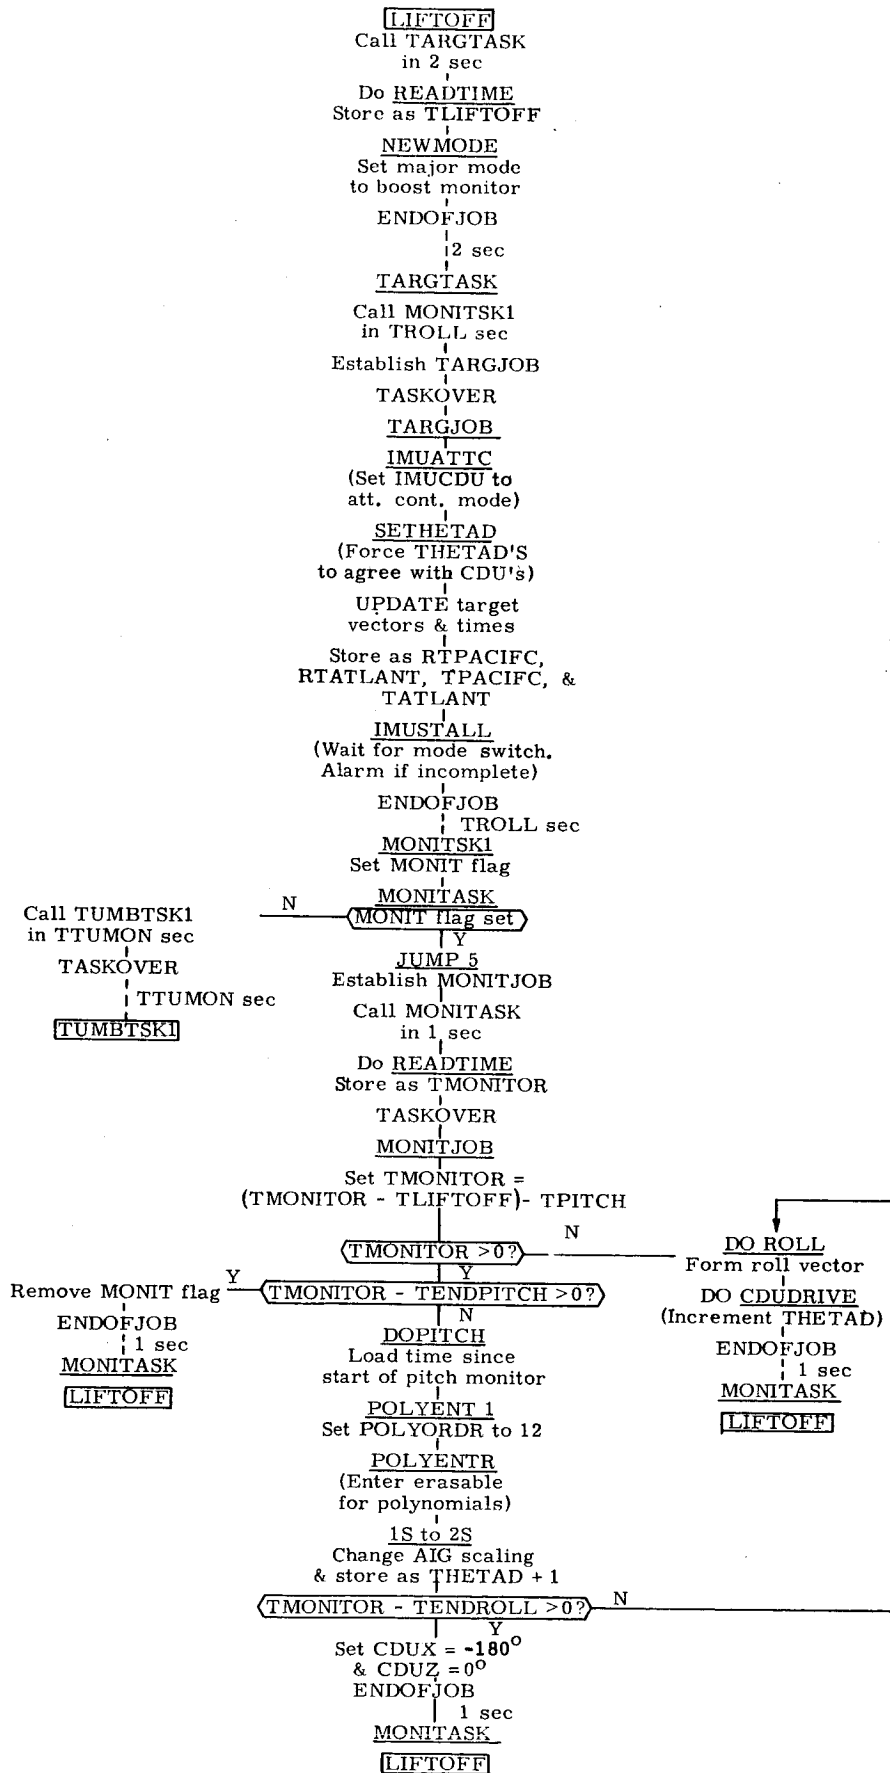 LIFTOFF
Call TARGTASK
in 2 sec
Do READTIME
Store as TLIFTOFF
NEWMODE
Set major mode
to boost monitor
ENDOFJOB
2 sec
TARGTASK
Call MONITSK1
in TROLL sec
Establish TARGJOB
TASKOVER
TARGJOB
IMUATTC
(Set IMUCDU to
att. cont. mode)
SETHETAD
(Force THETAD'S
to agree with CDU's)
UPDATE target
vectors & times
Store as RTPACIFC,
RTATLANT, TPACIFC, &
TATLANT
IMUSTALL
(Wait for mode switch.
Alarm if incomplete)
ENDOFJOB
TROLL sec
MONITSK1
Set MONIT flag
MONITASK
MONIT flag set
N
Call TUMBTSK1
in TTUMON sec
TASKOVER
TTUMON sec
TUMBTSK1
Y
JUMP 5
Establish MONITJOB
Call MONITASK
in 1 sec
Do READTIME
Store as TMONITOR
TASKOVER
MONITJOB
Set TMONITOR =
(TMONITOR - TLIFTOFF) - TPITCH
TMONITOR >0?
N
DO ROLL
Form roll vector
DO CDUDRIVE
(Increment THETAD)
ENDOFJOB
1 sec
MONITASK
LIFTOFF
Y
TMONITOR - TENDPITCH >0?
Y
Remove MONIT flag
ENDOFJOB
1 sec
MONITASK
LIFTOFF
N
DOPITCH
Load time since
start of pitch monitor
POLYENT 1
Set POLYORDR to 12
POLYENTR
(Enter erasable
for polynomials)
1S to 2S
Change AIG scaling
& store as THETAD + 1
TMONITOR - TENDROLL >0?
N
Y
Set CDUX = -180°
& CDUZ = 0°
ENDOFJOB
1 sec
MONITASK
LIFTOFF